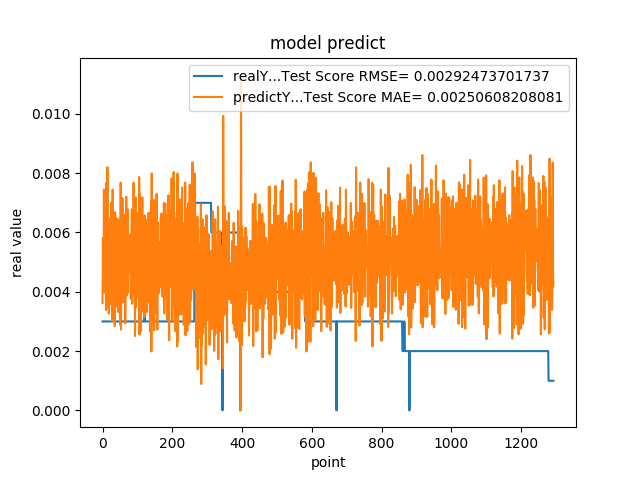 model predict
realY...Test Score RMSE= 0.00292473701737
predictY...Test Score MAE= 0.00250608208081
0.010
0.008
0.006
0.004
0.002
0.000
real value
0 200 400 600 800 1000 1200
point